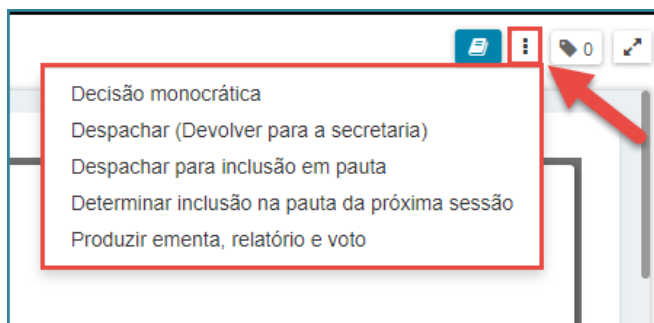 0
Decisão monocrática
Despachar (Devolver para a secretaria)
Despachar para inclusão em pauta
Determinar inclusão na pauta da próxima sessão
Produzir ementa, relatório e voto